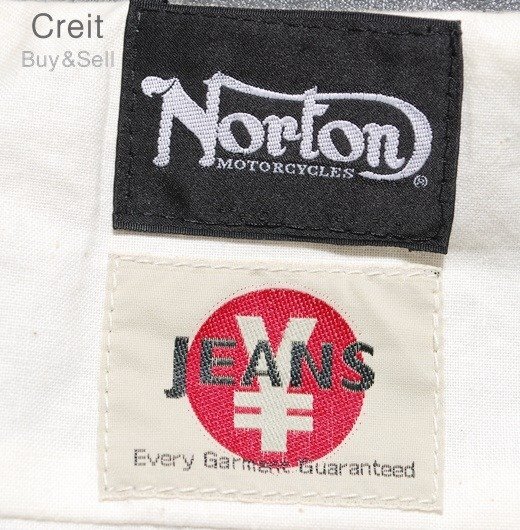 Creit
Buy&Sell
Norton
MOTORCYCLES
®
¥
JEANS
Every Garment Guaranteed